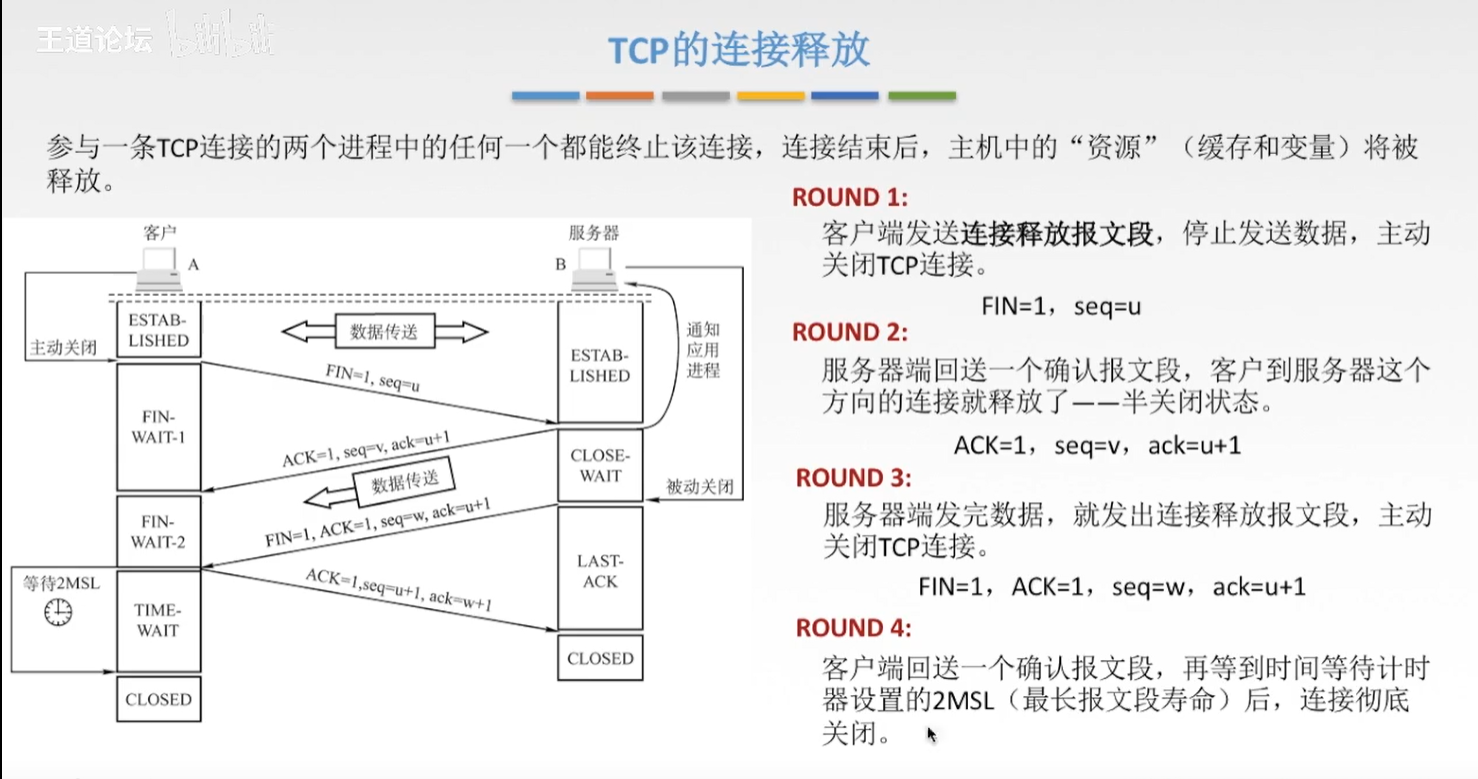 王道论坛 bilibili
TCP的连接释放
参与一条TCP连接的两个进程中的任何一个都能终止该连接，连接结束后，主机中的“资源”（缓存和变量）将被
释放。
客户
A
服务器
B
ESTAB-
LISHED
数据传送
主动关闭
FIN=1, seq=u
ESTAB-
LISHED
通知
应用
进程
FIN-
WAIT-1
ACK=1, seq=v, ack=u+1
CLOSE-
WAIT
数据传送
被动关闭
FIN-
WAIT-2
FIN=1, ACK=1, seq=w, ack=u+1
等待2MSL
TIME-
WAIT
ACK=1,seq=u+1, ack=w+1
LAST-
ACK
CLOSED
CLOSED
ROUND 1:
客户端发送连接释放报文段，停止发送数据，主动
关闭TCP连接。
FIN=1，seq=u
ROUND 2:
服务器端回送一个确认报文段，客户到服务器这个
方向的连接就释放了——半关闭状态。
ACK=1，seq=v，ack=u+1
ROUND 3:
服务器端发完数据，就发出连接释放报文段，主动
关闭TCP连接。
FIN=1，ACK=1，seq=w，ack=u+1
ROUND 4:
客户端回送一个确认报文段，再等到时间等待计时
器设置的2MSL（最长报文段寿命）后，连接彻底
关闭。